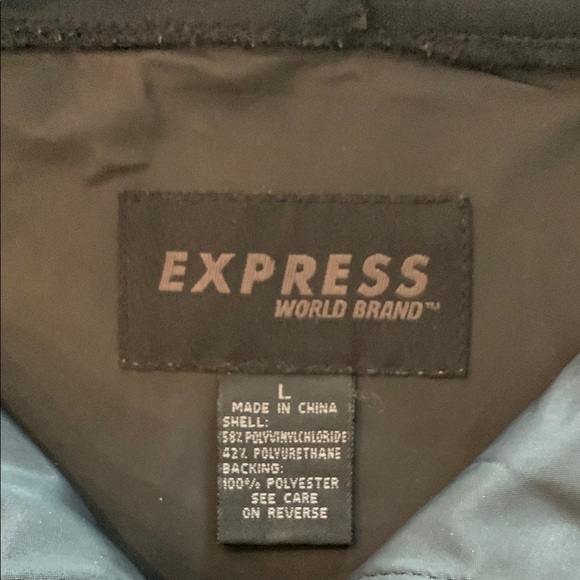 EXPRESS
WORLD BRAND™
L
MADE IN CHINA
SHELL:
58% POLYVINYLCHLORIDE
42% POLYURETHANE
BACKING:
100% POLYESTER
SEE CARE
ON REVERSE